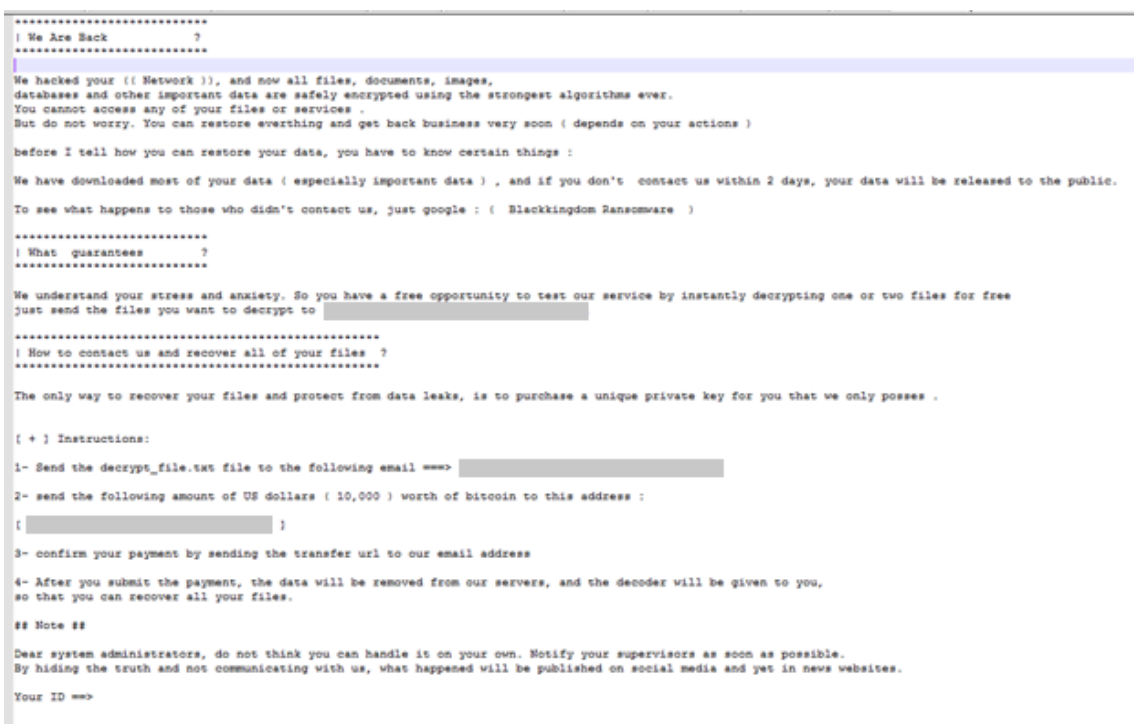 ***************************
| We Are Back ?
***************************
We hacked your (( Network )), and now all files, documents, images,
databases and other important data are safely encrypted using the strongest algorithms ever.
You cannot access any of your files or services .
But do not worry. You can restore everthing and get back business very soon ( depends on your actions )
before I tell how you can restore your data, you have to know certain things :
We have downloaded most of your data ( especially important data ) , and if you don't contact us within 2 days, your data will be released to the public.
To see what happens to those who didn't contact us, just google : ( Blackkingdom Ransomware )
***************************
| What guarantees ?
***************************
We understand your stress and anxiety. So you have a free opportunity to test our service by instantly decrypting one or two files for free
just send the files you want to decrypt to
***************************************************
| How to contact us and recover all of your files ?
***************************************************
The only way to recover your files and protect from data leaks, is to purchase a unique private key for you that we only posses .
[ + ] Instructions:
1- Send the decrypt_file.txt file to the following email ===>
2- send the following amount of US dollars ( 10,000 ) worth of bitcoin to this address :
[ ]
3- confirm your payment by sending the transfer url to our email address
4- After you submit the payment, the data will be removed from our servers, and the decoder will be given to you,
so that you can recover all your files.
## Note ##
Dear system administrators, do not think you can handle it on your own. Notify your supervisors as soon as possible.
By hiding the truth and not communicating with us, what happened will be published on social media and yet in news websites.
Your ID ==>